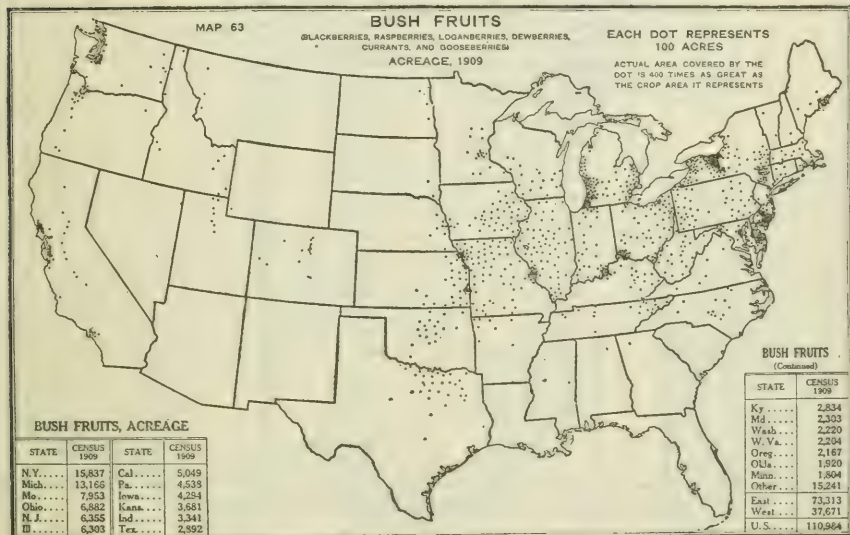 MAP 63
BUSH FRUITS
(BLACKBERRIES, RASPBERRIES, LOGANBERRIES, DEWBERRIES,
CURRANTS, AND GOOSEBERRIES)
ACREAGE, 1909
EACH DOT REPRESENTS
100 ACRES
ACTUAL AREA COVERED BY THE
DOT IS 400 TIMES AS GREAT AS
THE CROP AREA IT REPRESENTS
BUSH FRUITS, ACREAGE
STATE CENSUS 1909 STATE CENSUS 1909
N.Y..... 15,837 Cal..... 5,049
Mich.... 13,166 Pa..... 4,538
Mo..... 7,953 Iowa.... 4,294
Ohio.... 6,882 Kans.... 3,681
N. J..... 6,355 Ind..... 3,341
Ill..... 6,303 Tex..... 2,892
BUSH FRUITS
(Continued)
STATE CENSUS 1909
Ky..... 2,834
Md..... 2,303
Wash... 2,220
W. Va... 2,204
Oreg.... 2,167
Okla.... 1,920
Minn.... 1,804
Other... 15,241
East.... 73,313
West... 37,671
U. S.... 110,984